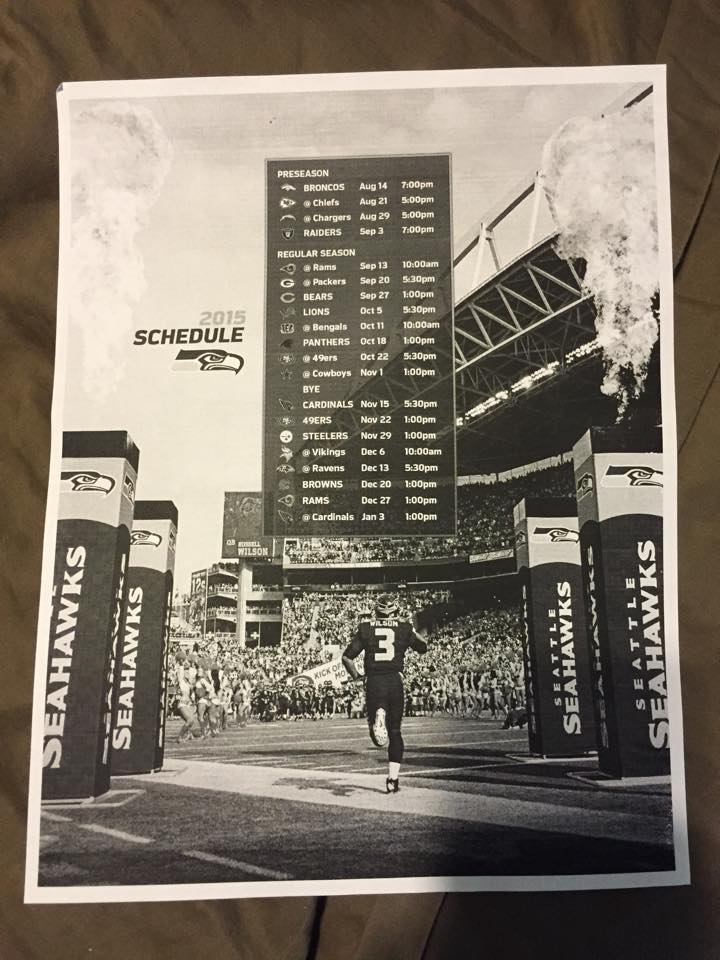 2015
SCHEDULE
PRESEASON
BRONCOS Aug 14 7:00pm
@ Chiefs Aug 21 5:00pm
@ Chargers Aug 29 5:00pm
RAIDERS Sep 3 7:00pm
REGULAR SEASON
@ Rams Sep 13 10:00am
@ Packers Sep 20 5:30pm
BEARS Sep 27 1:00pm
LIONS Oct 5 5:30pm
@ Bengals Oct 11 10:00am
PANTHERS Oct 18 1:00pm
@ 49ers Oct 22 5:30pm
@ Cowboys Nov 1 1:00pm
BYE
CARDINALS Nov 15 5:30pm
49ERS Nov 22 1:00pm
STEELERS Nov 29 1:00pm
@ Vikings Dec 6 10:00am
@ Ravens Dec 13 5:30pm
BROWNS Dec 20 1:00pm
RAMS Dec 27 1:00pm
@ Cardinals Jan 3 1:00pm
QB RUSSELL
WILSON
WILSON
3
SEAHAWKS
SEAHAWKS
SEATTLE
SEAHAWKS
SEATTLE
SEAHAWKS